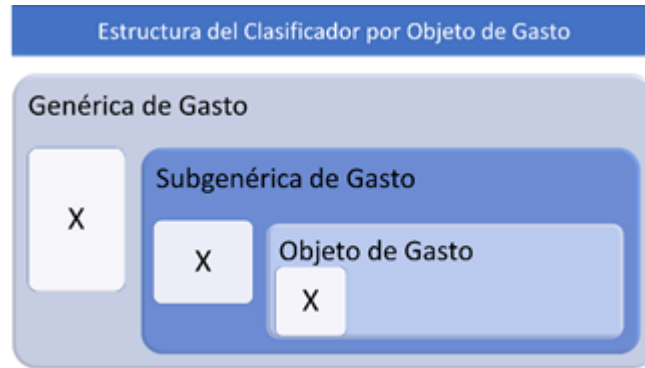 Estructura del Clasificador por Objeto de Gasto
Genérica de Gasto
X
Subgenérica de Gasto
X
Objeto de Gasto
X